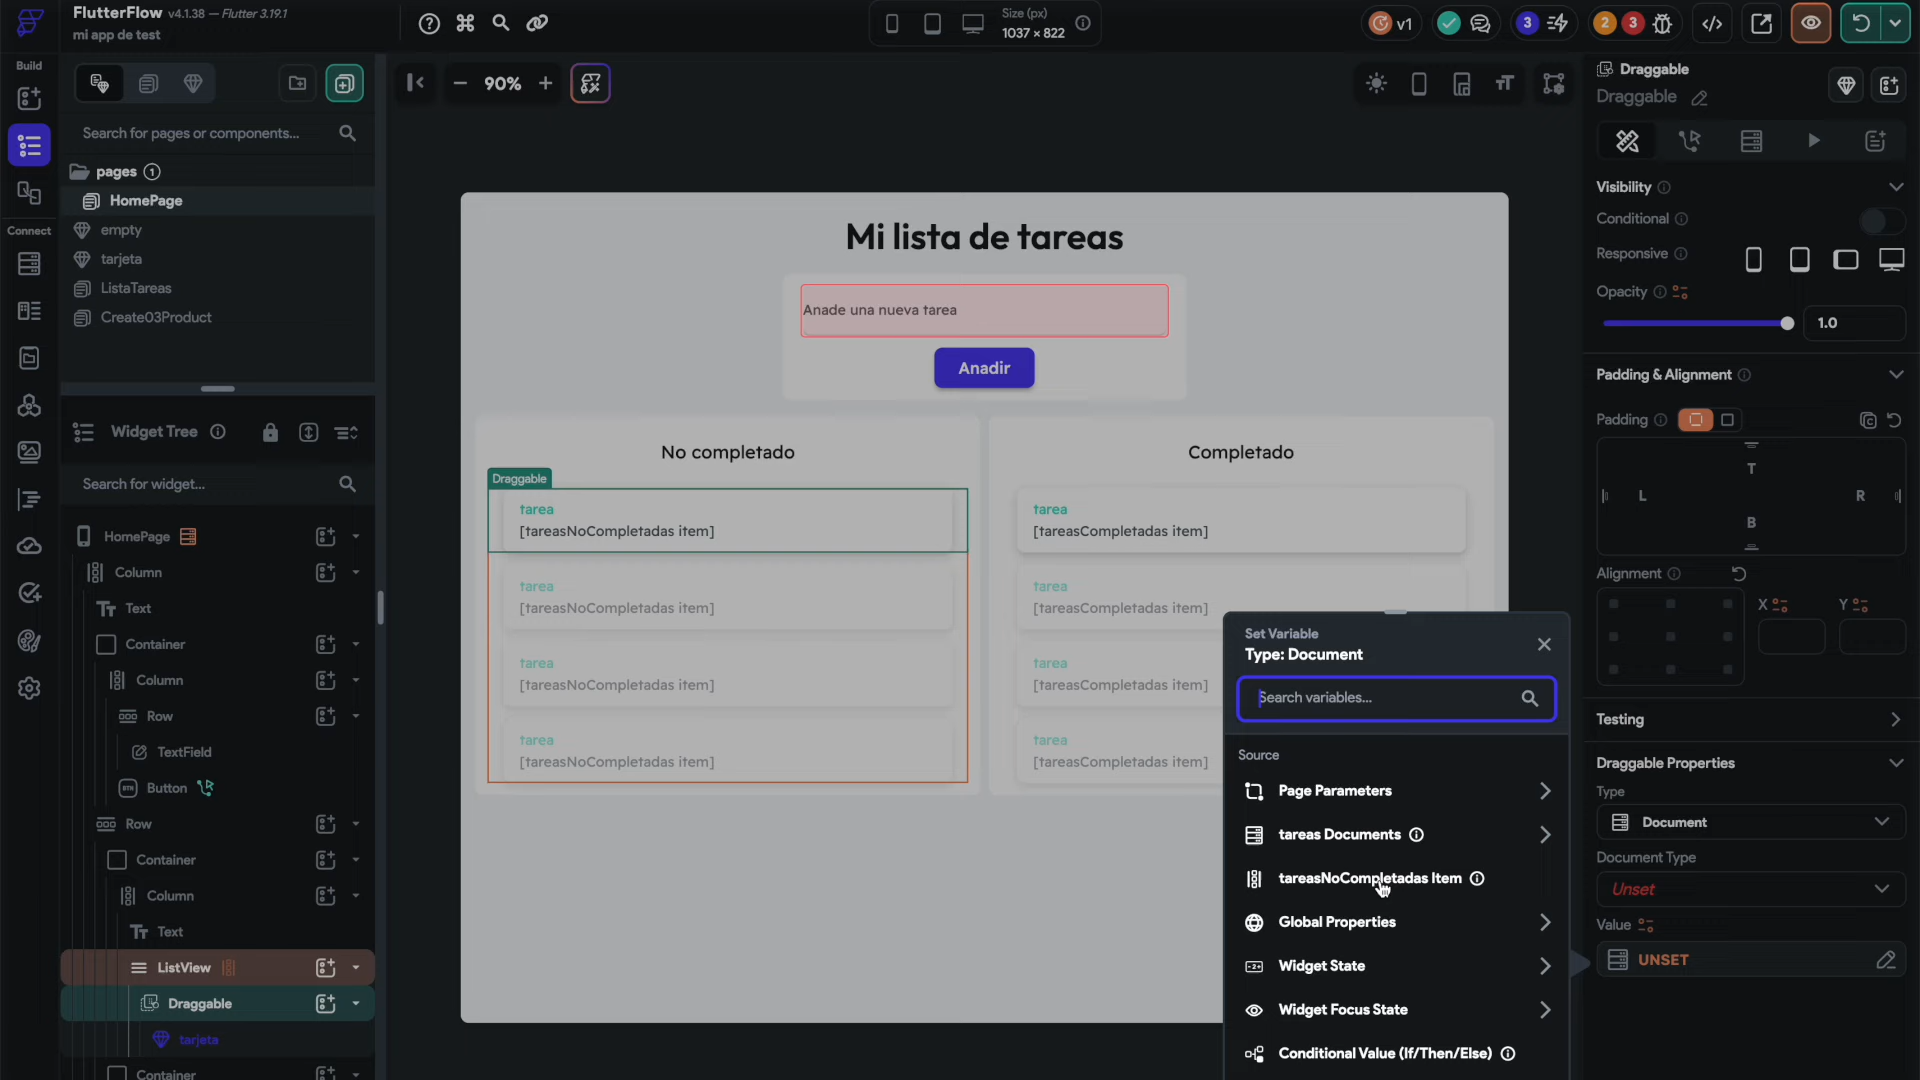 FlutterFlow v4.1.38 — Flutter 3.19.1
mi app de test
Size (px)
1037 × 822
v1
3
2
3
Build
Connect
Search for pages or components...
pages 1
HomePage
empty
tarjeta
ListaTareas
Create03Product
Widget Tree
Search for widget...
HomePage
Column
Text
Container
Column
Row
TextField
Button
Row
Container
Column
Text
ListView
Draggable
tarjeta
Container
90%
Mi lista de tareas
Anade una nueva tarea
Anadir
No completado
Draggable
tarea
[tareasNoCompletadas item]
tarea
[tareasNoCompletadas item]
tarea
[tareasNoCompletadas item]
tarea
[tareasNoCompletadas item]
Completado
tarea
[tareasCompletadas item]
tarea
[tareasCompletadas item]
tarea
[tareasCompletadas item]
tarea
[tareasCompletadas item]
Set Variable
Type: Document
Search variables...
Source
Page Parameters
tareas Documents
tareasNoCompletadas Item
Global Properties
Widget State
Widget Focus State
Conditional Value (If/Then/Else)
Draggable
Draggable
Visibility
Conditional
Responsive
Opacity
1.0
Padding & Alignment
Padding
T
L
R
B
Alignment
X
Y
Testing
Draggable Properties
Type
Document
Document Type
Unset
Value
UNSET